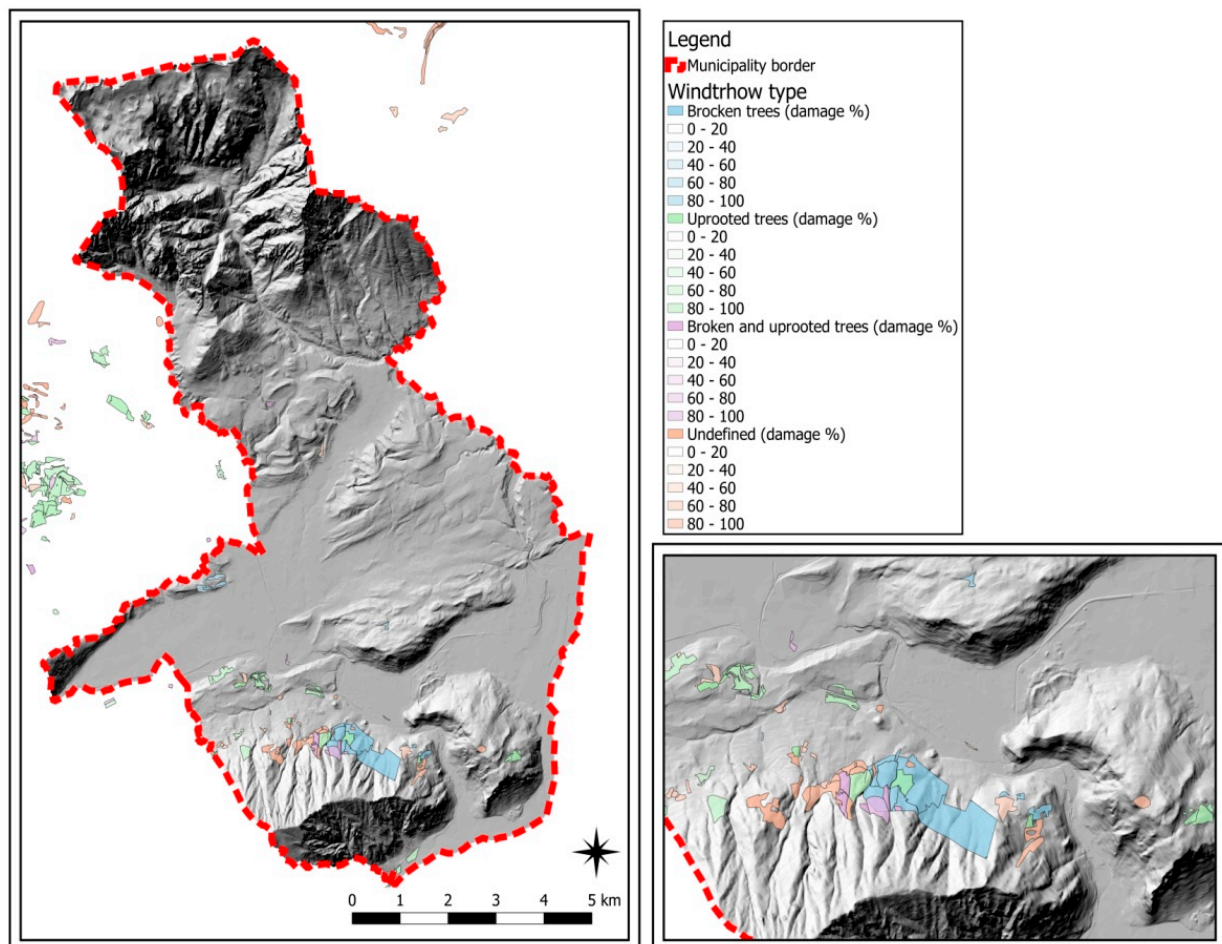 Legend
Municipality border
Windtrhow type
Brocken trees (damage %)
0 - 20
20 - 40
40 - 60
60 - 80
80 - 100
Uprooted trees (damage %)
0 - 20
20 - 40
40 - 60
60 - 80
80 - 100
Broken and uprooted trees (damage %)
0 - 20
20 - 40
40 - 60
60 - 80
80 - 100
Undefined (damage %)
0 - 20
20 - 40
40 - 60
60 - 80
80 - 100
0 1 2 3 4 5 km